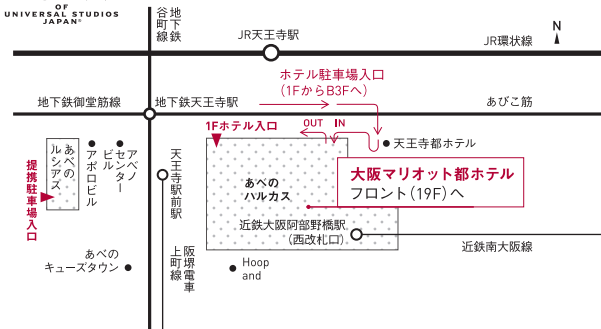 OF
UNIVERSAL STUDIOS
JAPAN®
地下鉄
谷町線
JR天王寺駅
JR環状線
N
ホテル駐車場入口
(1FからB3Fへ)
地下鉄御堂筋線
地下鉄天王寺駅
あびこ筋
1Fホテル入口
OUT
IN
天王寺都ホテル
提携駐車場入口
あべの
ルシアス
アポロビル
アベノ
センター
ビル
天王寺駅前駅
あべの
ハルカス
大阪マリオット都ホテル
フロント(19F)へ
近鉄大阪阿部野橋駅
(西改札口)
近鉄南大阪線
あべの
キューズタウン
阪堺電車
上町線
Hoop
and